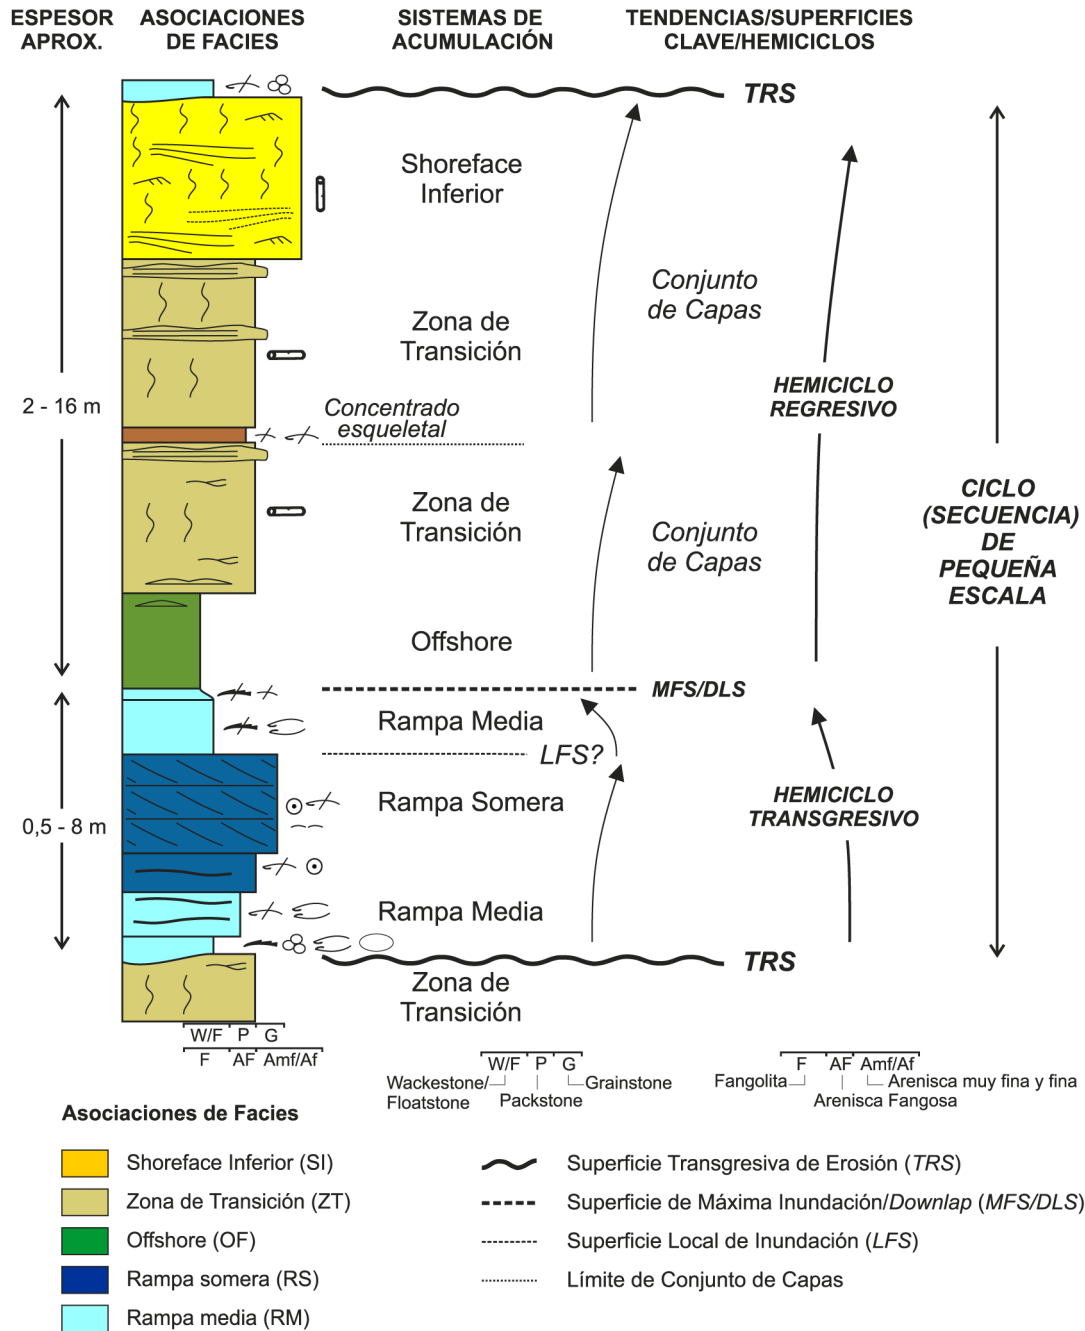 ESPESOR
APROX.
ASOCIACIONES
DE FACIES
SISTEMAS DE
ACUMULACIÓN
TENDENCIAS/SUPERFICIES
CLAVE/HEMICICLOS
TRS
Shoreface
Inferior
Conjunto
de Capas
Zona de
Transición
HEMICICLO
REGRESIVO
2 - 16 m
Concentrado
esqueletal
Zona de
Transición
Conjunto
de Capas
CICLO
(SECUENCIA)
DE
PEQUEÑA
ESCALA
Offshore
MFS/DLS
Rampa Media
LFS?
Rampa Somera
HEMICICLO
TRANSGRESIVO
0,5 - 8 m
Rampa Media
TRS
Zona de
Transición
W/F P G
F AF Amf/Af
W/F P G
Wackestone/
Floatstone
Packstone
Grainstone
F AF Amf/Af
Fangolita
Arenisca muy fina y fina
Arenisca Fangosa
Asociaciones de Facies
Shoreface Inferior (SI)
Zona de Transición (ZT)
Offshore (OF)
Rampa somera (RS)
Rampa media (RM)
Superficie Transgresiva de Erosión (TRS)
Superficie de Máxima Inundación/Downlap (MFS/DLS)
Superficie Local de Inundación (LFS)
Límite de Conjunto de Capas